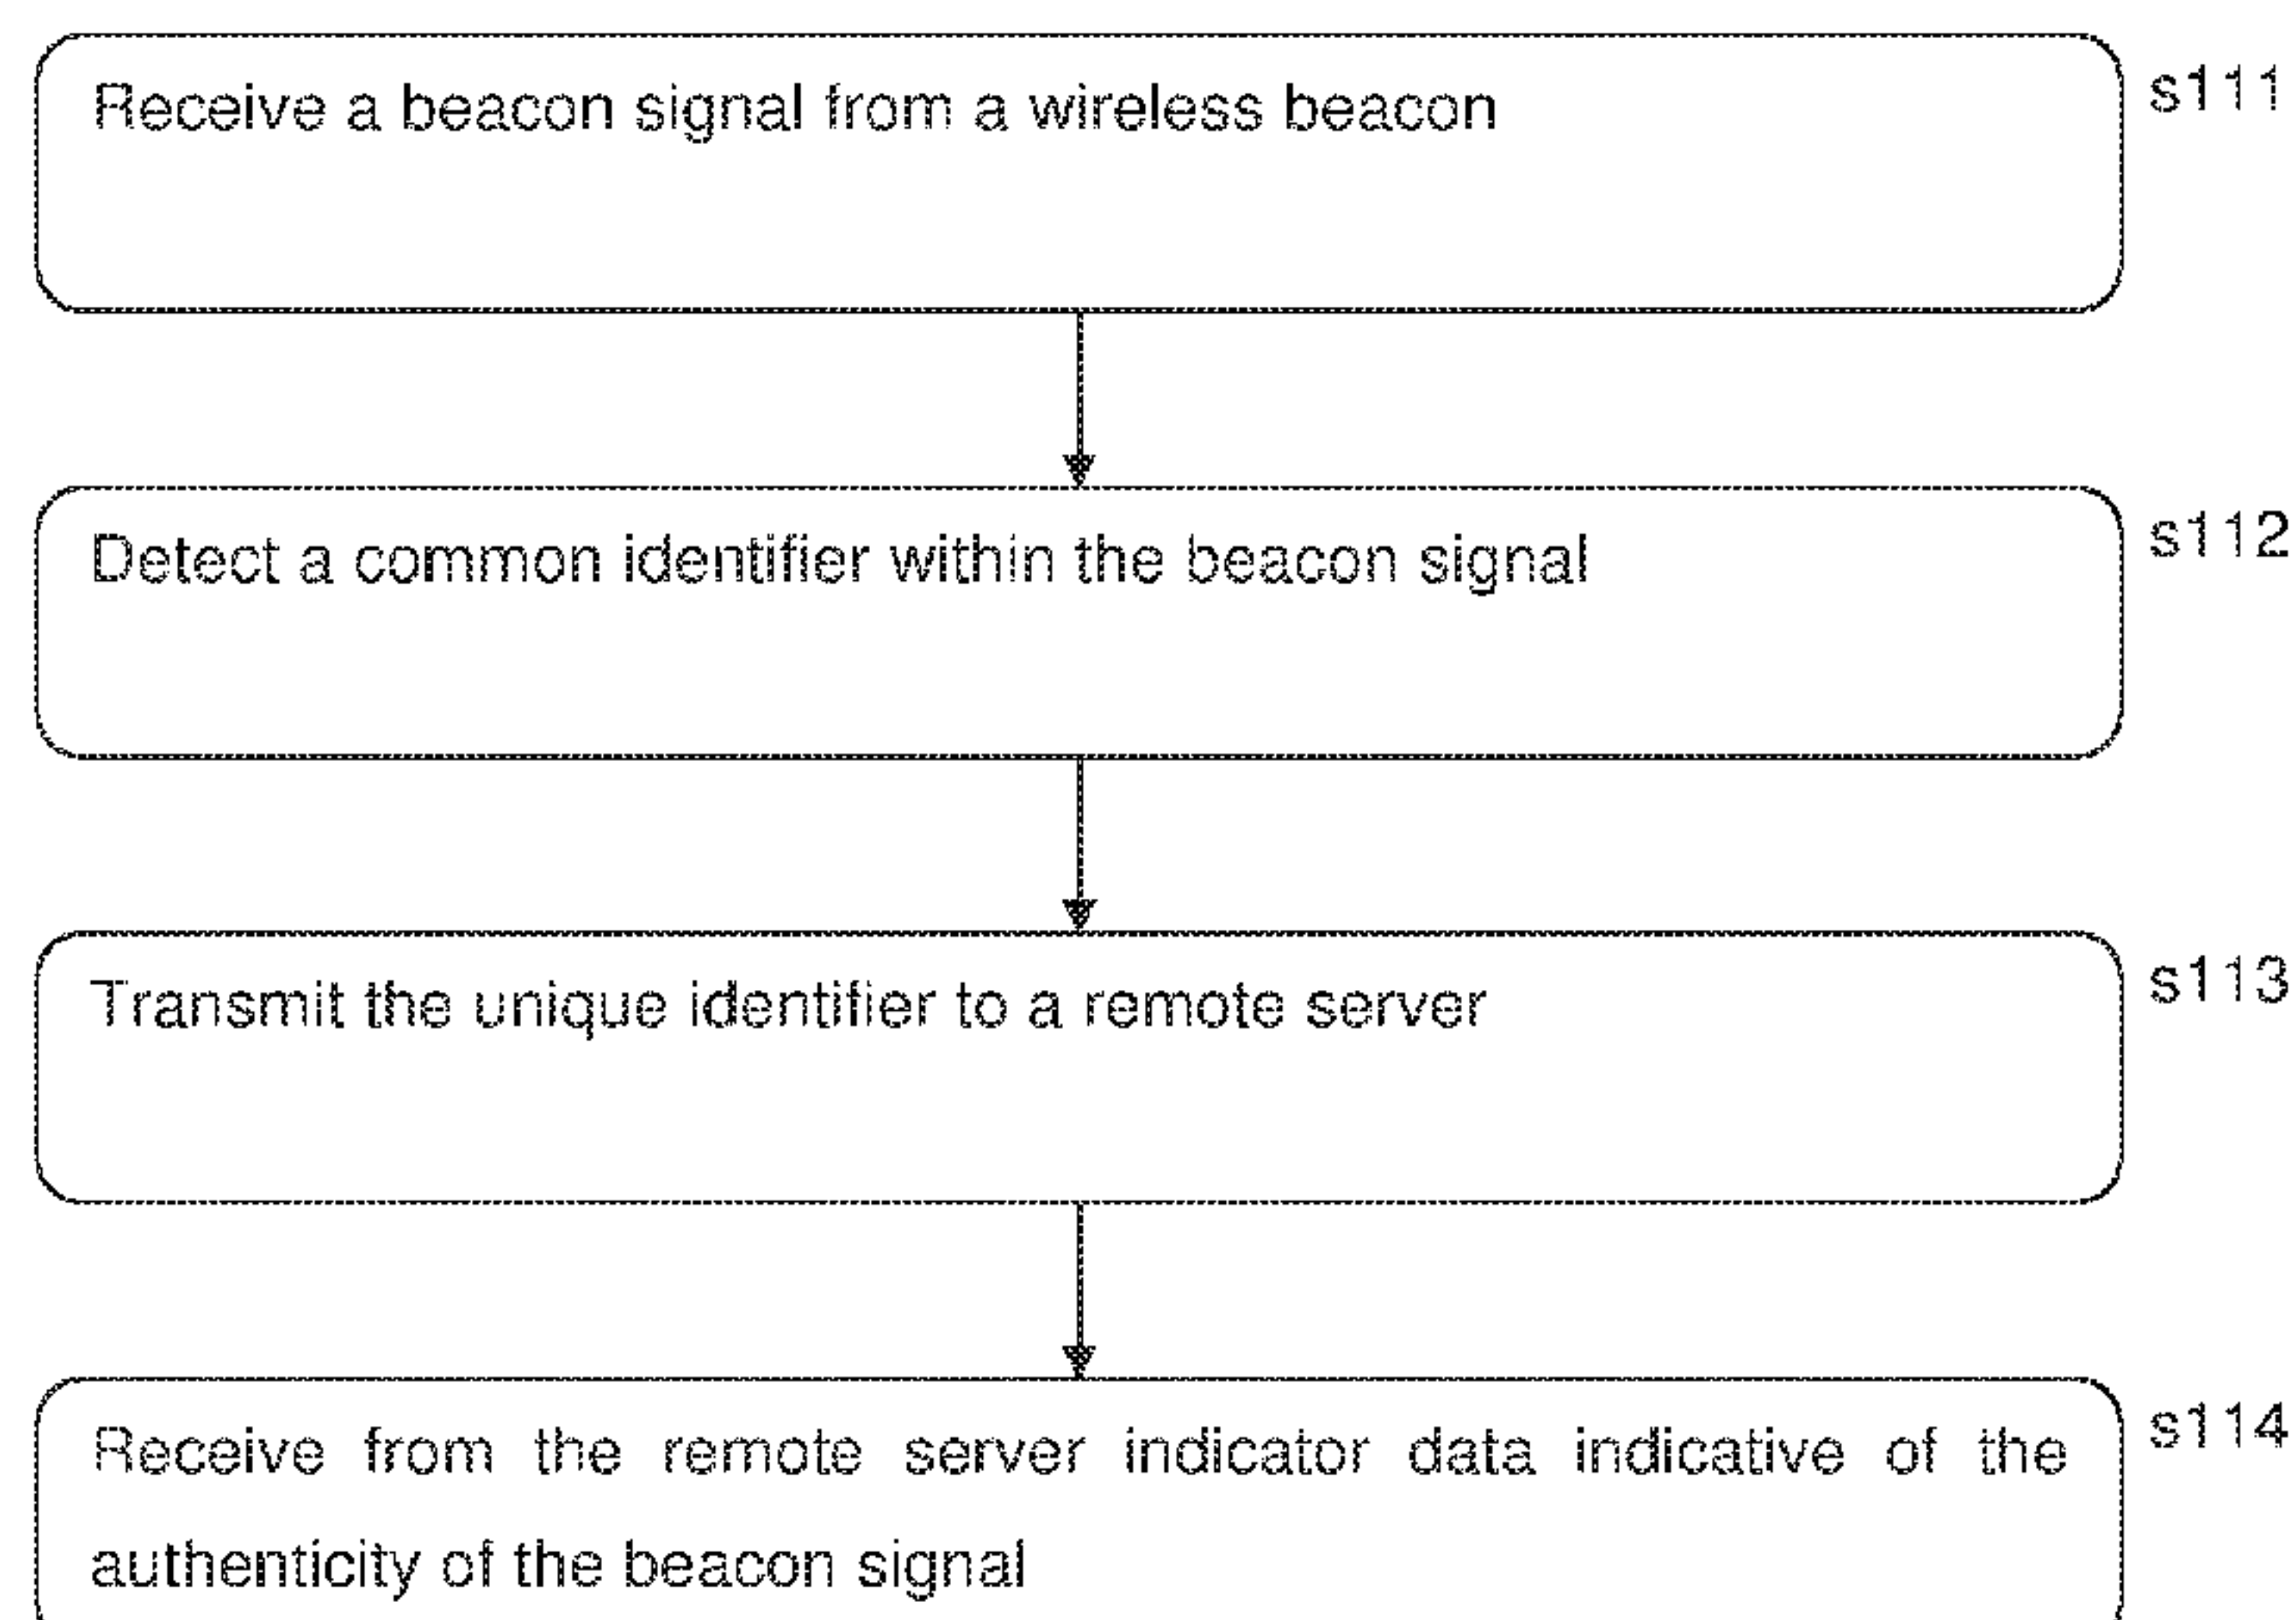 Receive a beacon signal from a wireless beacon
s111
Detect a common identifier within the beacon signal
s112
Transmit the unique identifier to a remote server
s113
Receive from the remote server indicator data indicative of the
authenticity of the beacon signal
s114